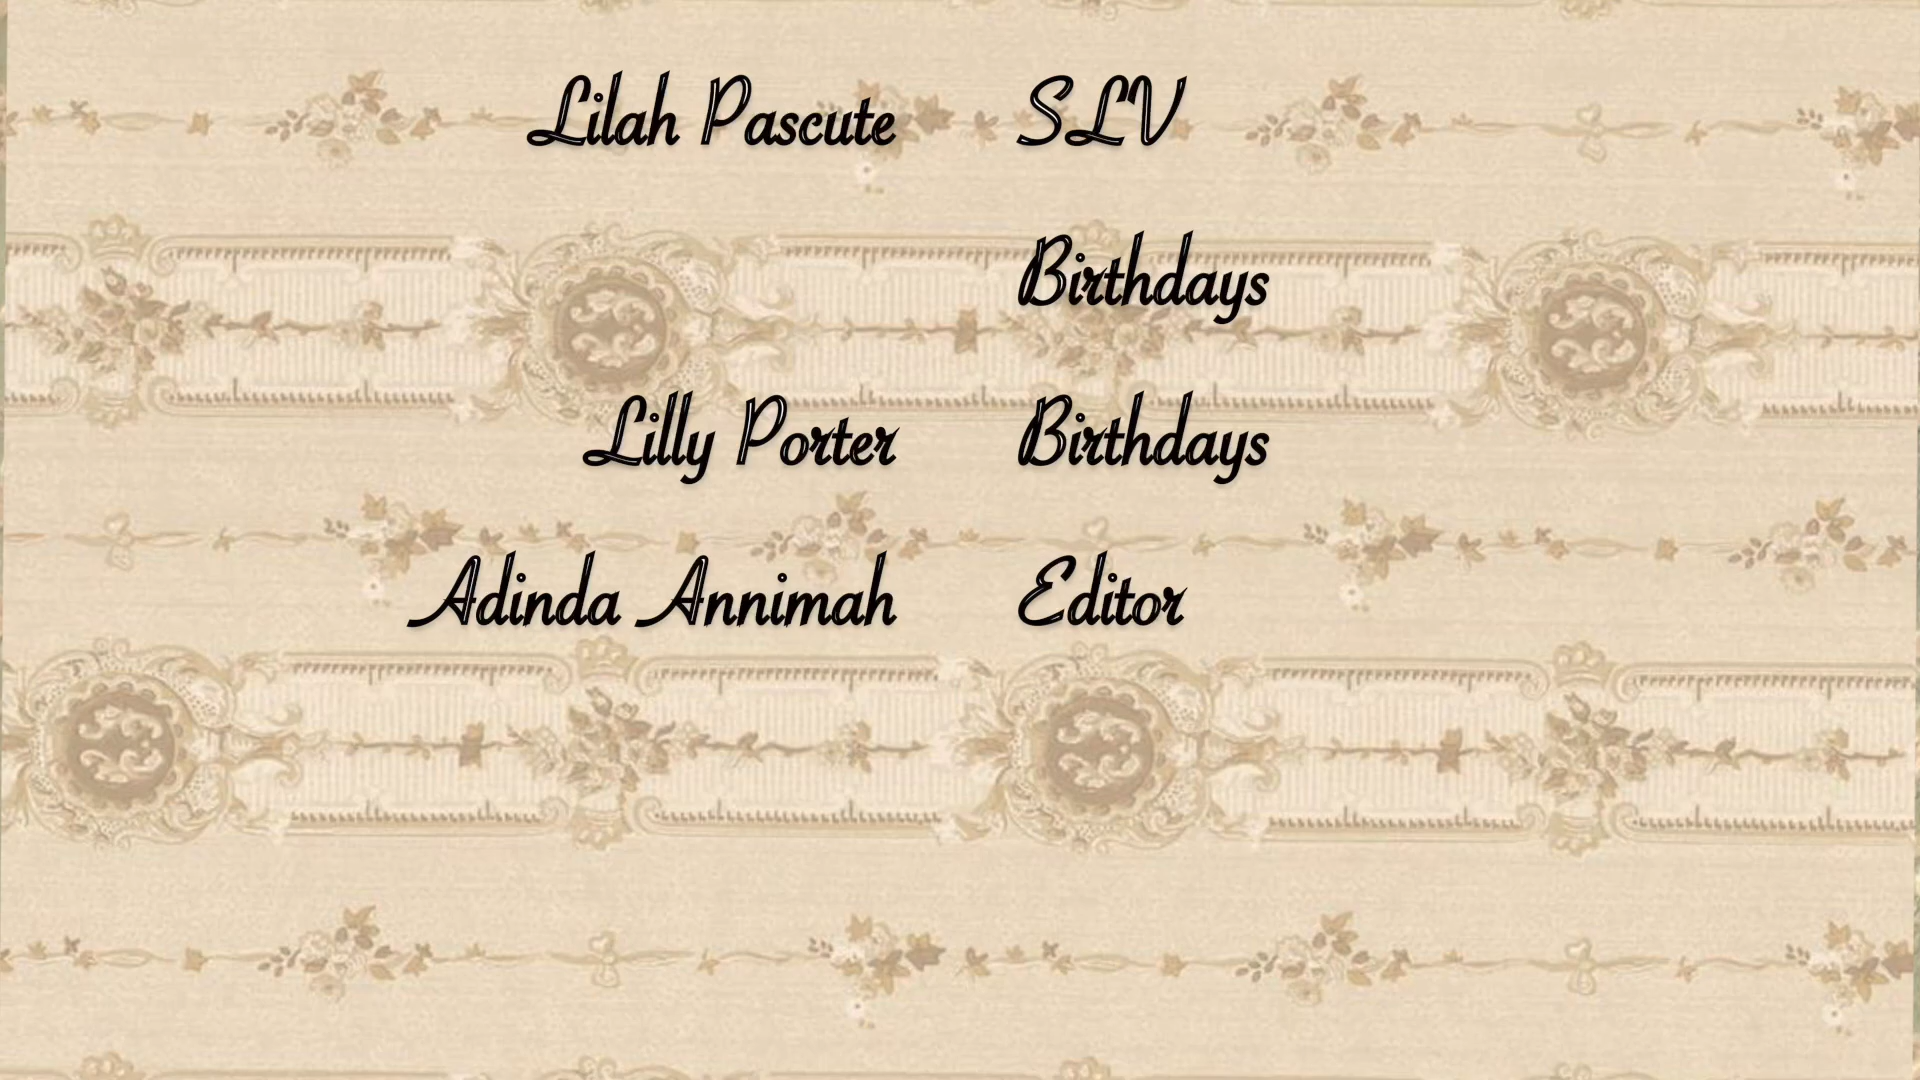 Lilah Pascute SLV
Birthdays
Lilly Porter Birthdays
Adinda Annimah Editor